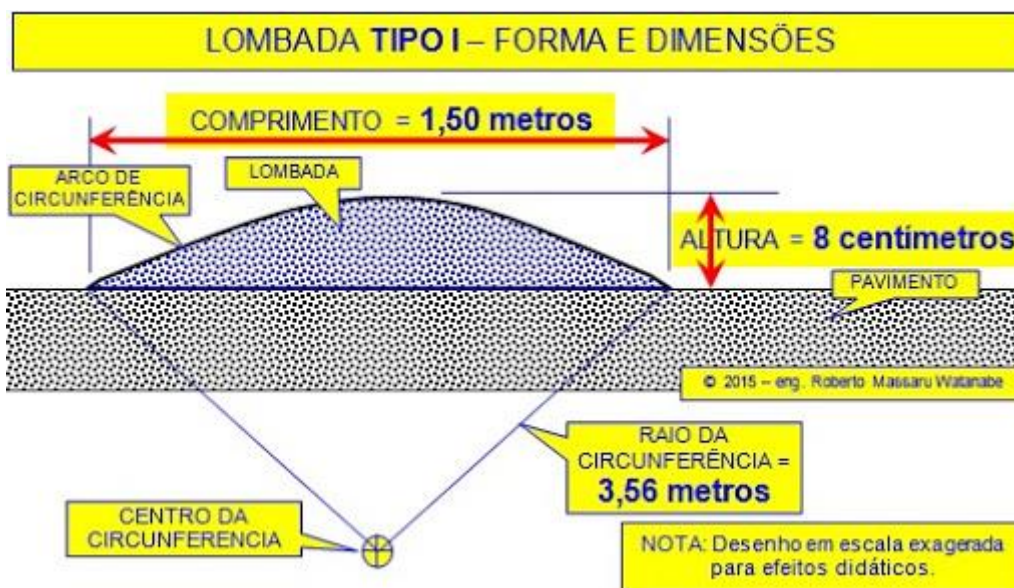 LOMBADA TIPO I – FORMA E DIMENSÕES
COMPRIMENTO = 1,50 metros
ARCO DE
CIRCUNFERÊNCIA
LOMBADA
ALTURA = 8 centímetros
PAVIMENTO
© 2015 – eng. Roberto Massaru Watanabe
RAIO DA
CIRCUNFERÊNCIA =
3,56 metros
CENTRO DA
CIRCUNFERENCIA
NOTA: Desenho em escala exagerada
para efeitos didáticos.